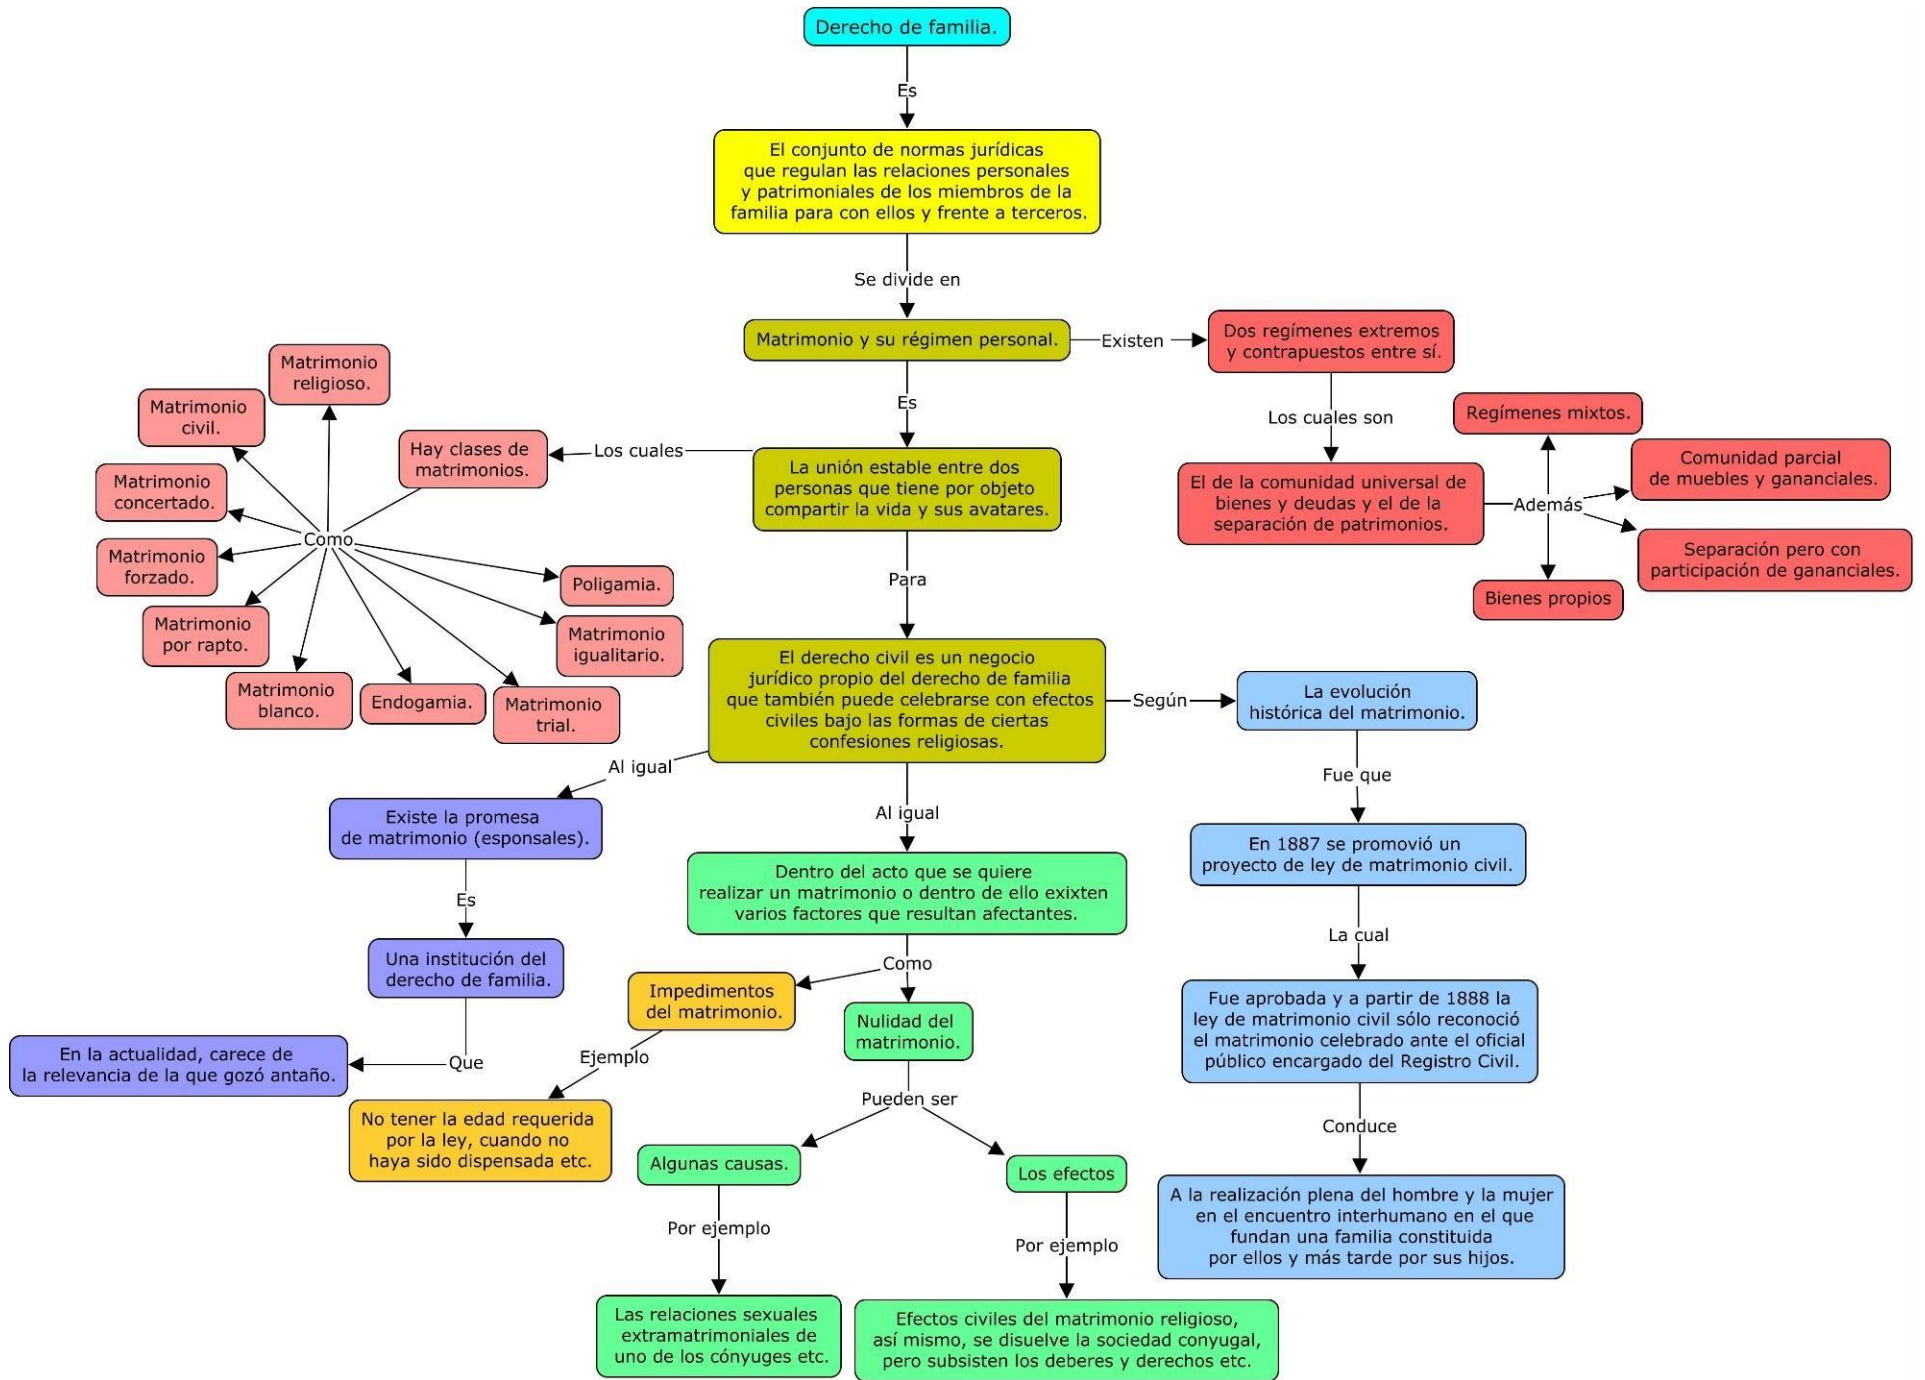 Derecho de familia.
Es
El conjunto de normas jurídicas
que regulan las relaciones personales
y patrimoniales de los miembros de la
familia para con ellos y frente a terceros.
Se divide en
Matrimonio y su régimen personal.
Existen
Dos regímenes extremos
y contrapuestos entre sí.
Los cuales son
El de la comunidad universal de
bienes y deudas y el de la
separación de patrimonios.
Además
Regímenes mixtos.
Comunidad parcial
de muebles y gananciales.
Separación pero con
participación de gananciales.
Bienes propios
Es
La unión estable entre dos
personas que tiene por objeto
compartir la vida y sus avatares.
Los cuales
Hay clases de
matrimonios.
Como
Matrimonio
religioso.
Matrimonio
civil.
Matrimonio
concertado.
Matrimonio
forzado.
Matrimonio
por rapto.
Matrimonio
blanco.
Endogamia.
Matrimonio
trial.
Matrimonio
igualitario.
Poligamia.
Para
El derecho civil es un negocio
jurídico propio del derecho de familia
que también puede celebrarse con efectos
civiles bajo las formas de ciertas
confesiones religiosas.
Según
La evolución
histórica del matrimonio.
Fue que
En 1887 se promovió un
proyecto de ley de matrimonio civil.
La cual
Fue aprobada y a partir de 1888 la
ley de matrimonio civil sólo reconoció
el matrimonio celebrado ante el oficial
público encargado del Registro Civil.
Conduce
A la realización plena del hombre y la mujer
en el encuentro interhumano en el que
fundan una familia constituida
por ellos y más tarde por sus hijos.
Al igual
Existe la promesa
de matrimonio (esponsales).
Es
Una institución del
derecho de familia.
Que
En la actualidad, carece de
la relevancia de la que gozó antaño.
Al igual
Dentro del acto que se quiere
realizar un matrimonio o dentro de ello exixten
varios factores que resultan afectantes.
Como
Impedimentos
del matrimonio.
Ejemplo
No tener la edad requerida
por la ley, cuando no
haya sido dispensada etc.
Nulidad del
matrimonio.
Pueden ser
Algunas causas.
Por ejemplo
Las relaciones sexuales
extramatrimoniales de
uno de los cónyuges etc.
Los efectos
Por ejemplo
Efectos civiles del matrimonio religioso,
así mismo, se disuelve la sociedad conyugal,
pero subsisten los deberes y derechos etc.